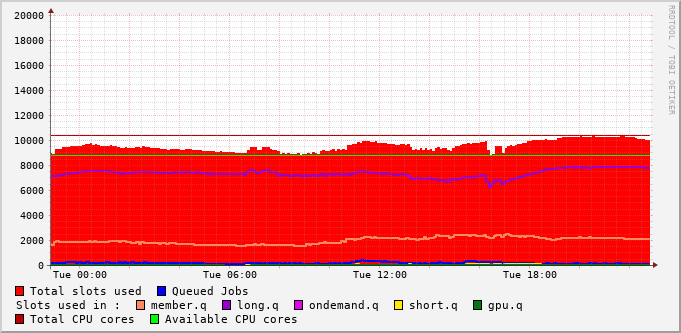 20000
18000
16000
14000
12000
10000
8000
6000
4000
2000
0
Tue 00:00 Tue 06:00 Tue 12:00 Tue 18:00
RRDTOOL / TOBI OETIKER
Total slots used Queued Jobs
Slots used in : member.q long.q ondemand.q short.q gpu.q
Total CPU cores Available CPU cores